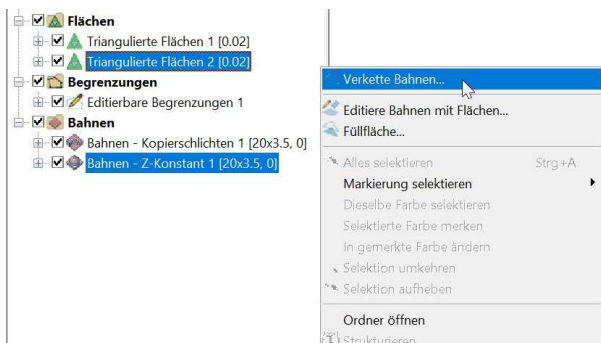 Flächen
Triangulierte Flächen 1 [0.02]
Triangulierte Flächen 2 [0.02]
Begrenzungen
Editierbare Begrenzungen 1
Bahnen
Bahnen - Kopierschlichten 1 [20x3.5, 0]
Bahnen - Z-Konstant 1 [20x3.5, 0]
Verkette Bahnen...
Editiere Bahnen mit Flächen...
Füllfläche...
Alles selektieren Strg+A
Markierung selektieren
Dieselbe Farbe selektieren
Selektierte Farbe merken
In gemerkte Farbe ändern
Selektion umkehren
Selektion aufheben
Ordner öffnen
Strukturieren